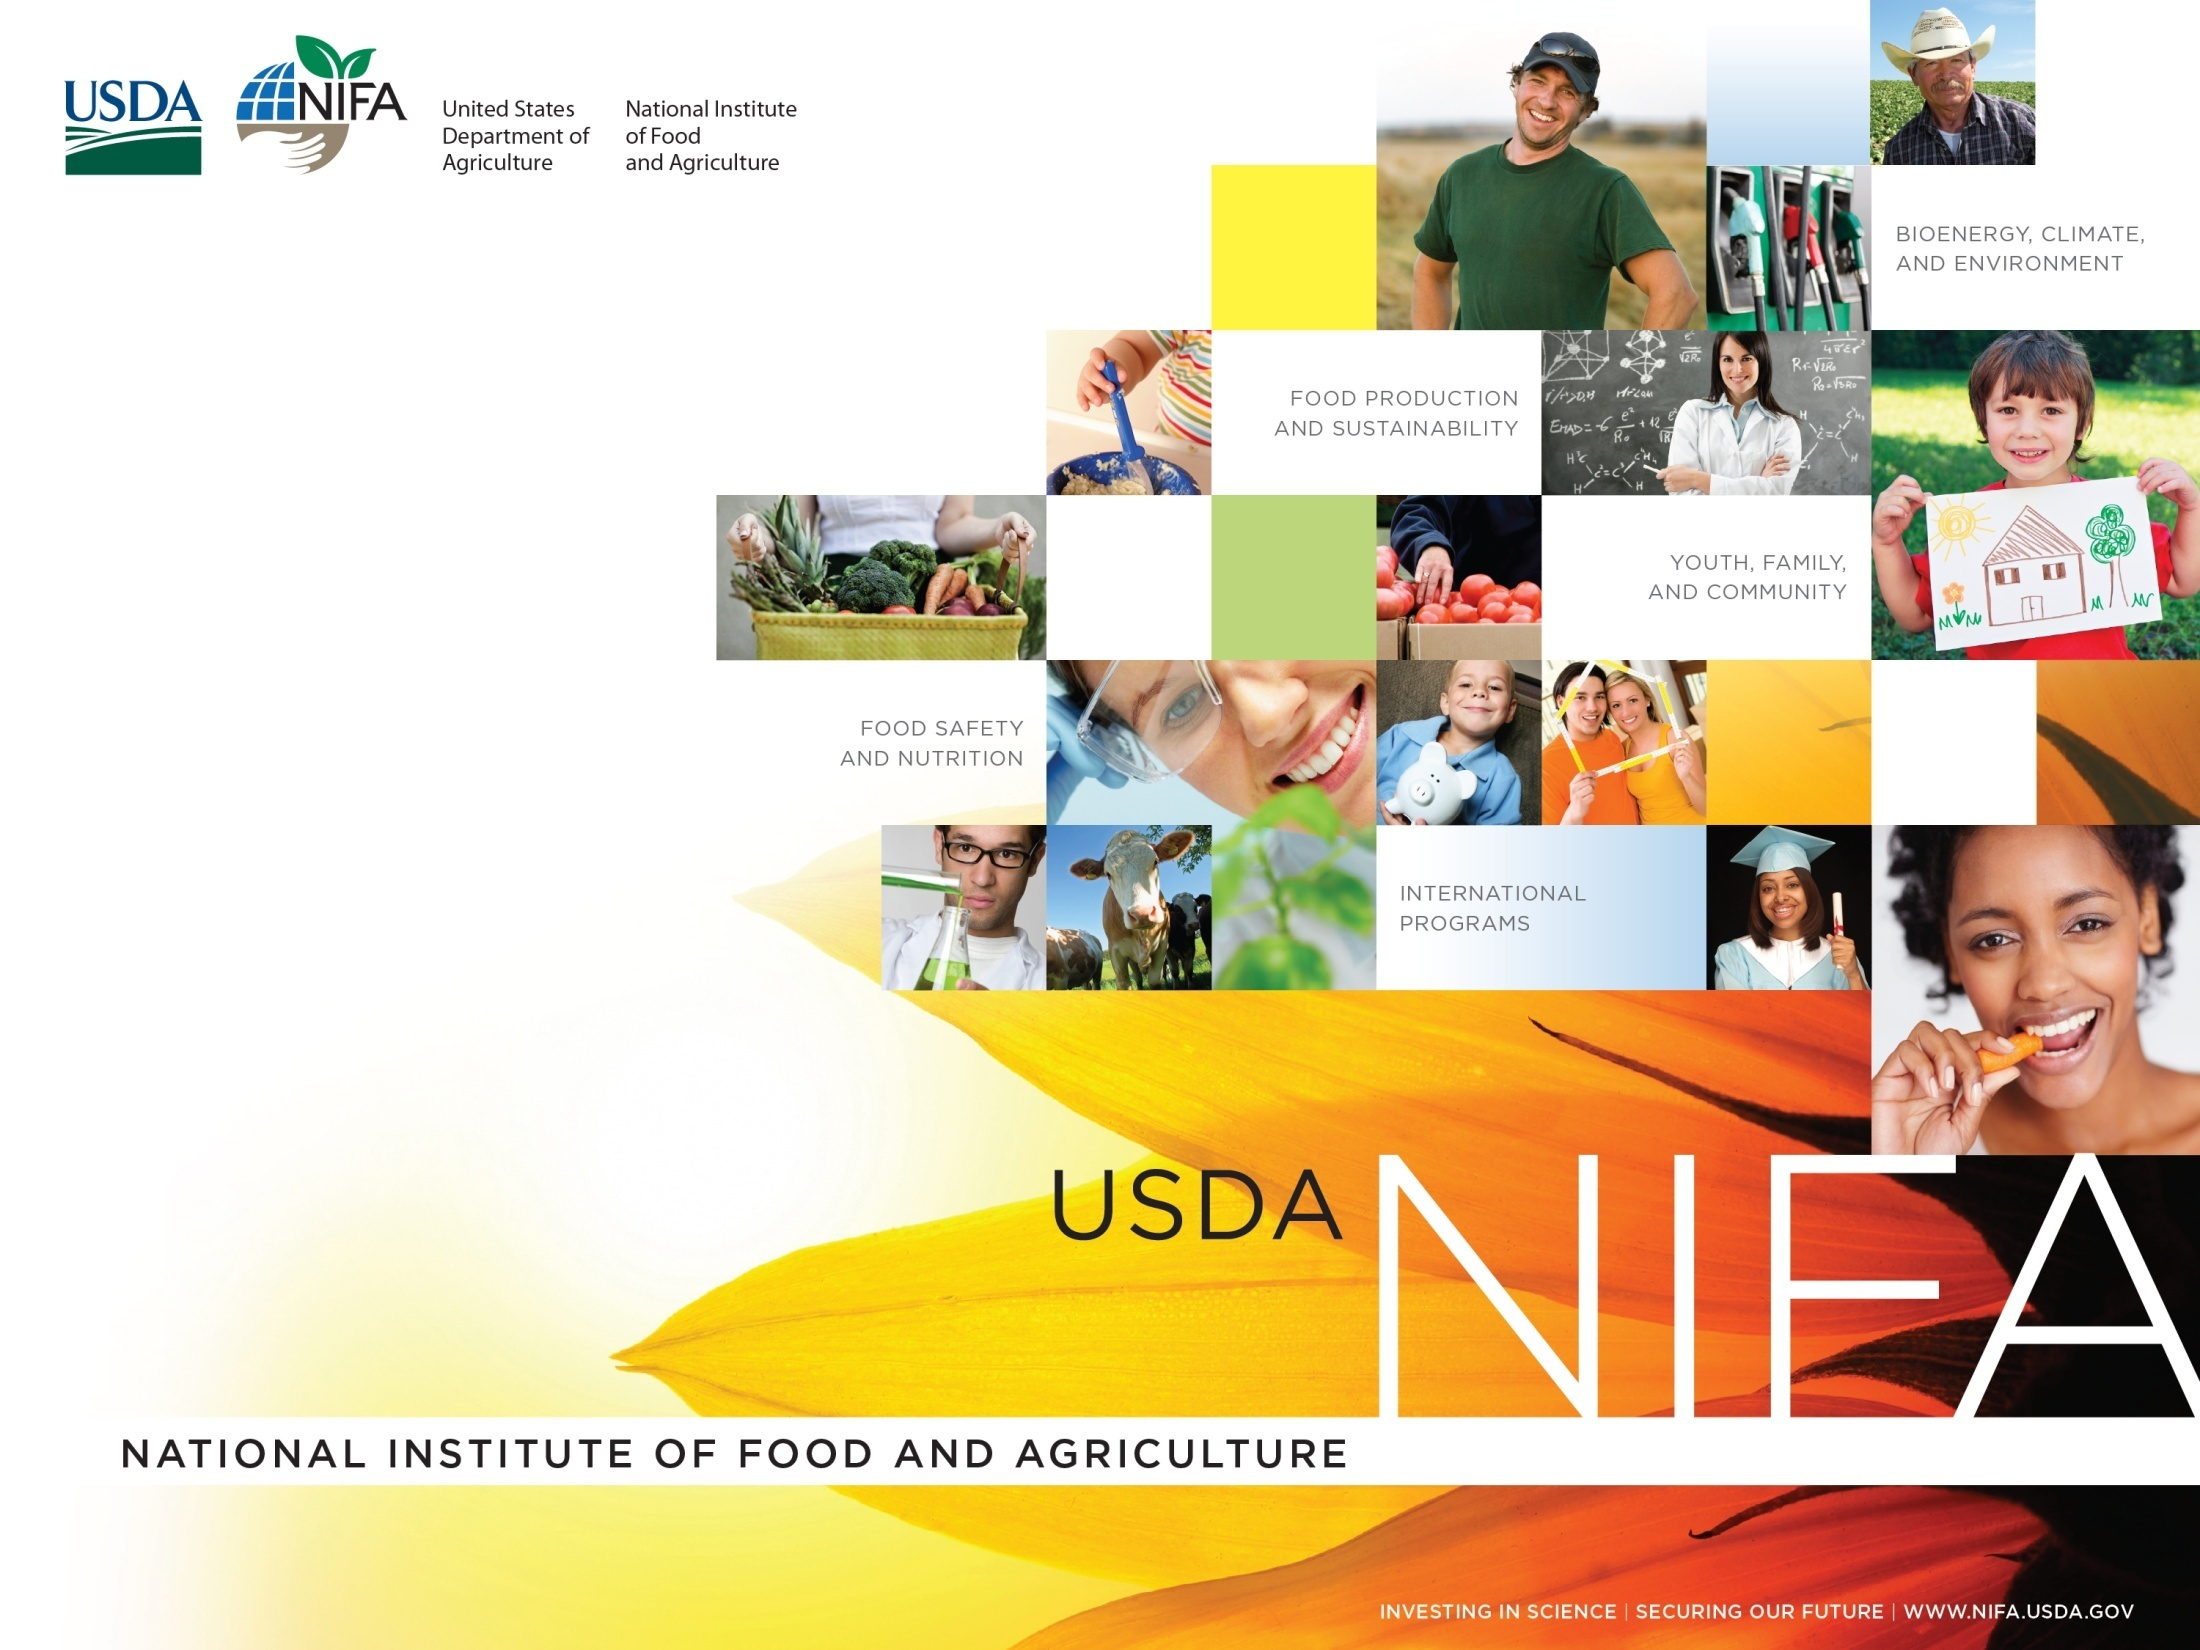 USDA
NIFA
United States
Department of
Agriculture
National Institute
of Food
and Agriculture
BIOENERGY, CLIMATE,
AND ENVIRONMENT
FOOD PRODUCTION
AND SUSTAINABILITY
YOUTH, FAMILY,
AND COMMUNITY
FOOD SAFETY
AND NUTRITION
INTERNATIONAL
PROGRAMS
USDA NIFA
NATIONAL INSTITUTE OF FOOD AND AGRICULTURE
INVESTING IN SCIENCE | SECURING OUR FUTURE | WWW.NIFA.USDA.GOV